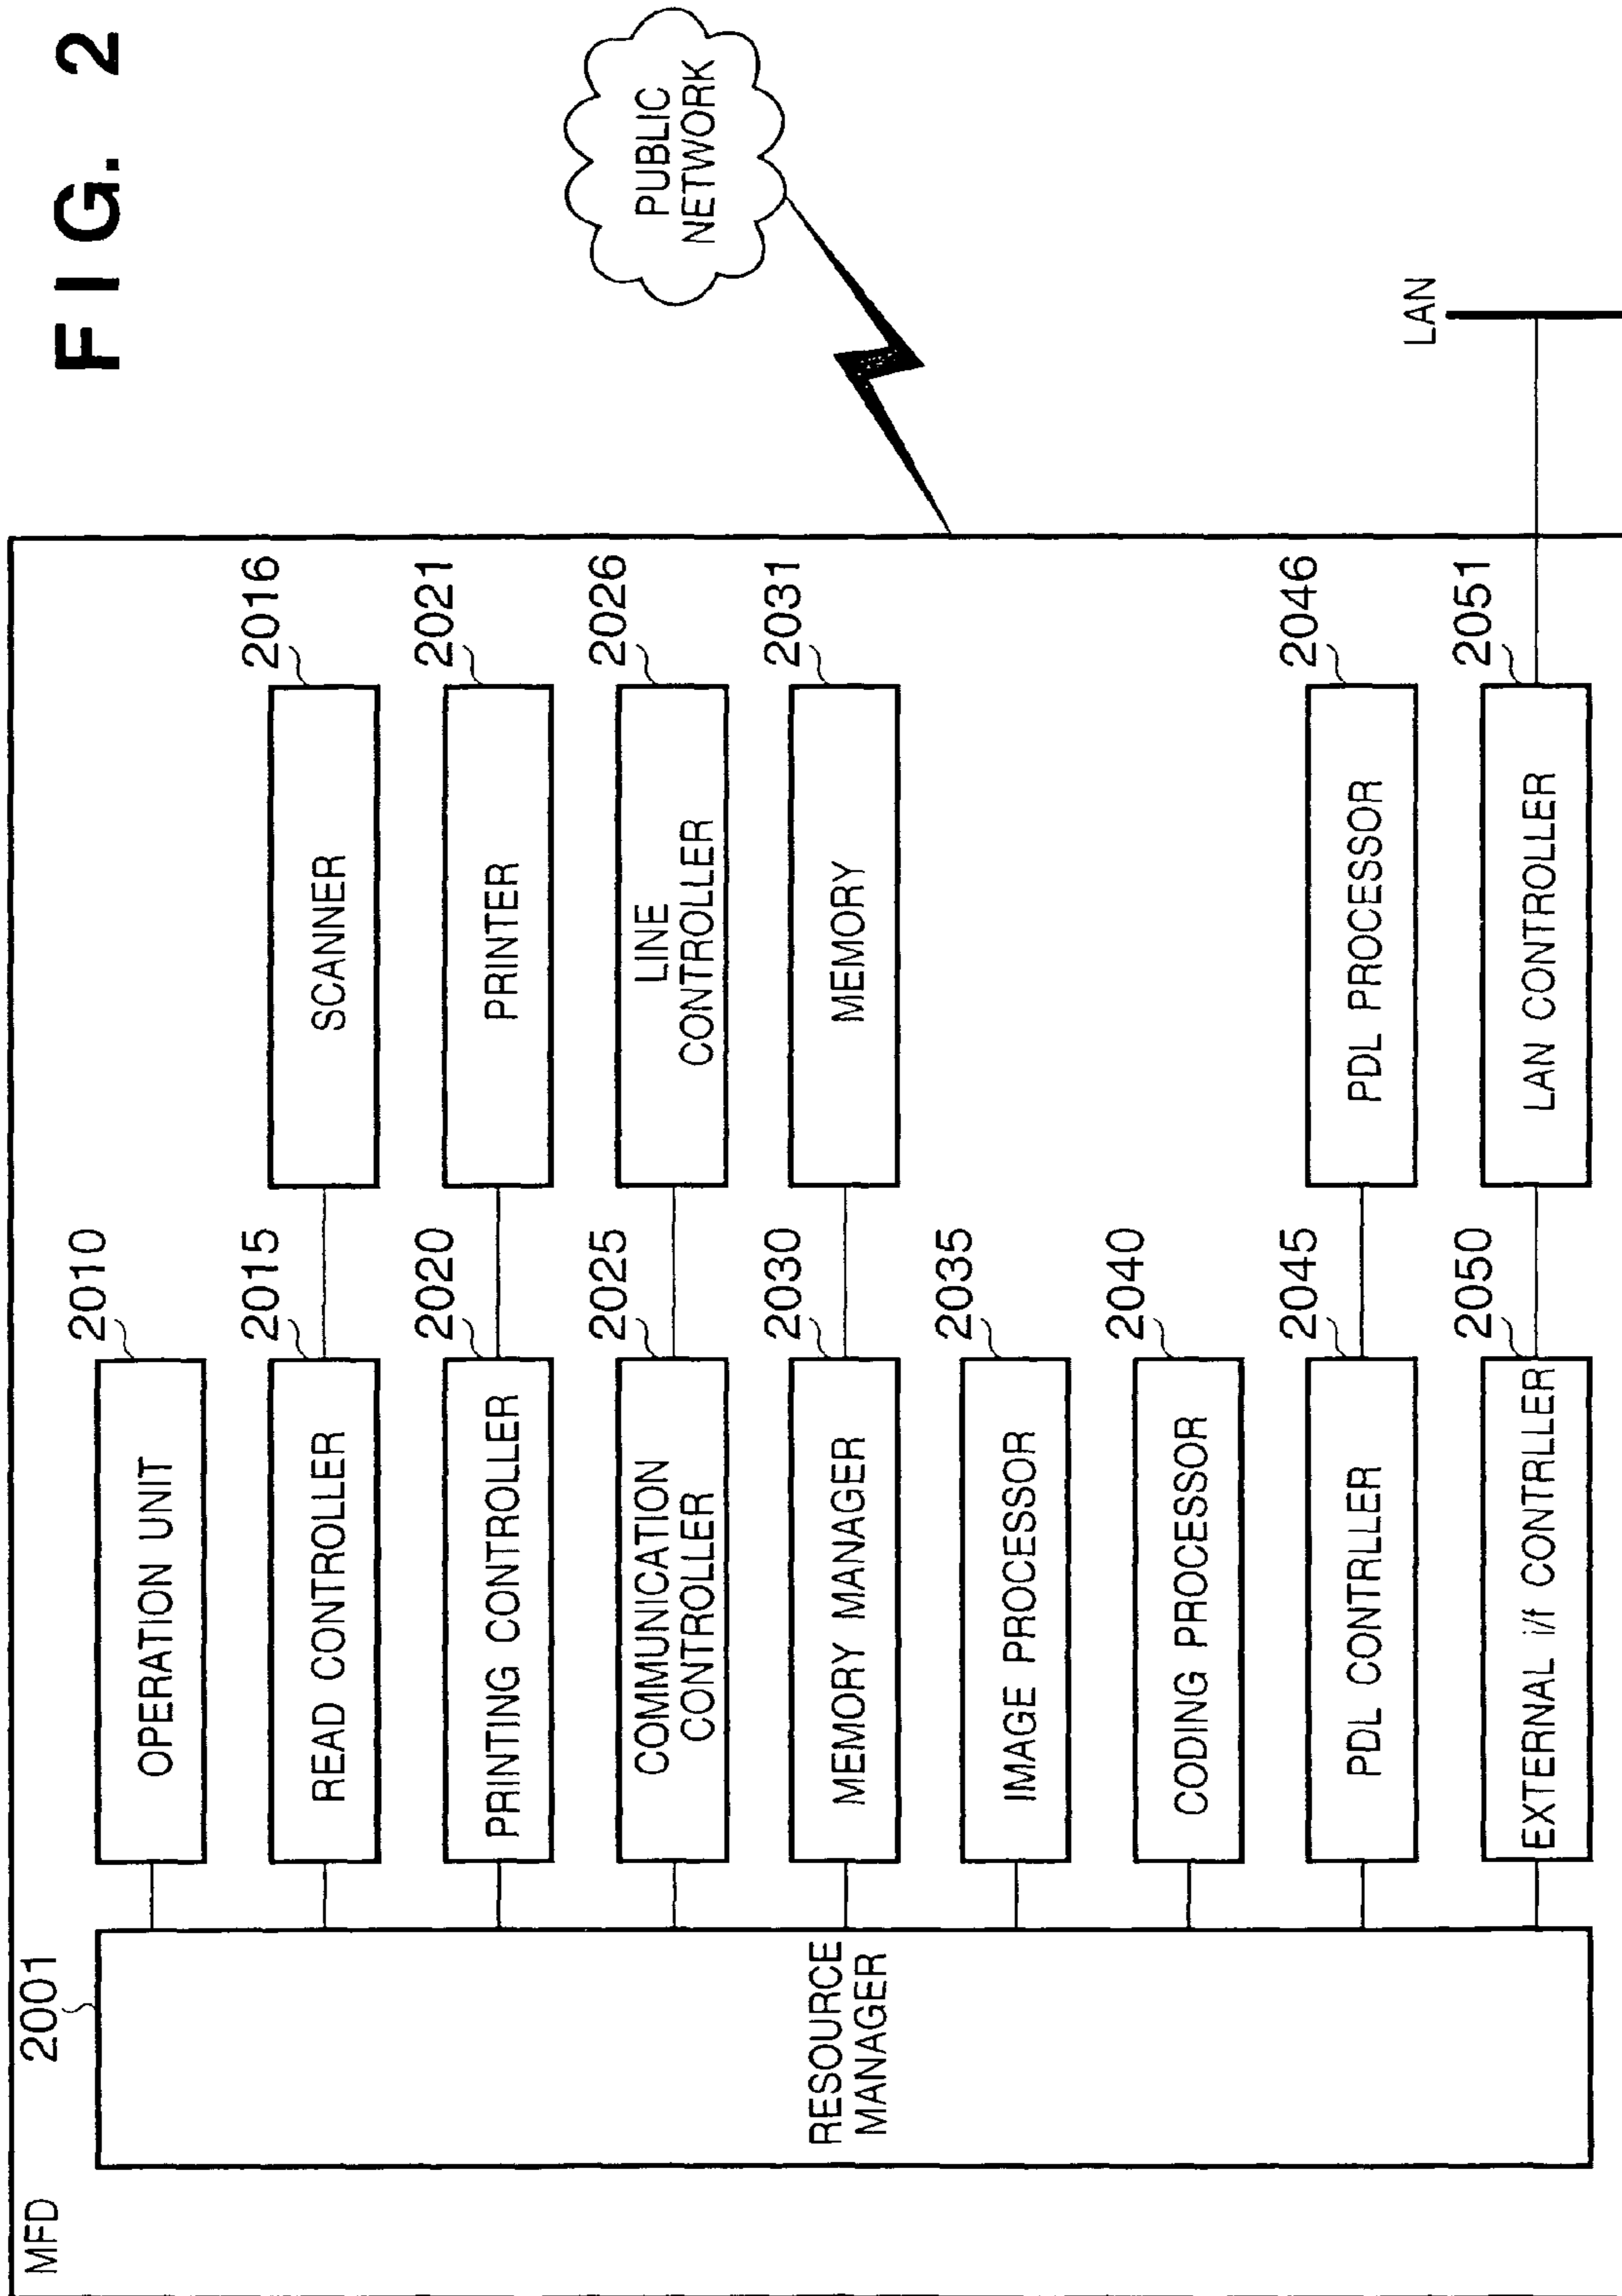 FIG. 2
MFD
2001
RESOURCE
MANAGER
2010
OPERATION UNIT
2015
READ CONTROLLER
2016
SCANNER
2020
PRINTING CONTROLLER
2021
PRINTER
2025
COMMUNICATION
CONTROLLER
2026
LINE
CONTROLLER
2030
MEMORY MANAGER
2031
MEMORY
2035
IMAGE PROCESSOR
2040
CODING PROCESSOR
2045
PDL CONTRLLER
2046
PDL PROCESSOR
2050
EXTERNAL i/f CONTRLLER
2051
LAN CONTROLLER
PUBLIC
NETWORK
LAN